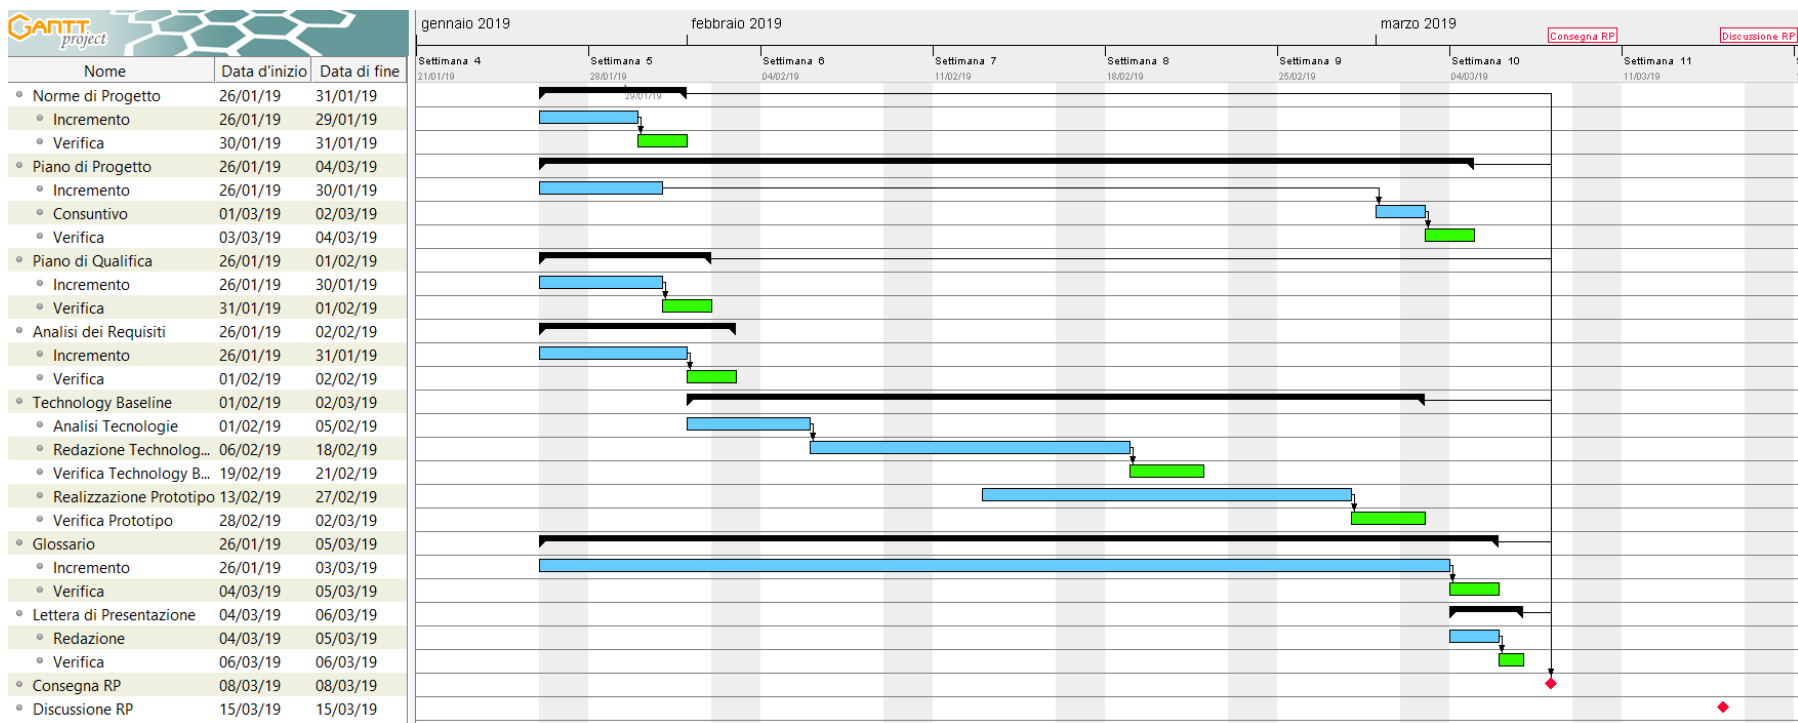 GANTT
project
gennaio 2019 febbraio 2019 marzo 2019
Consegna RP Discussione RP
Settimana 4 Settimana 5 Settimana 6 Settimana 7 Settimana 8 Settimana 9 Settimana 10 Settimana 11
21/01/19 28/01/19 04/02/19 11/02/19 18/02/19 25/02/19 04/03/19 11/03/19
29/01/19
Nome Data d'inizio Data di fine
Norme di Progetto 26/01/19 31/01/19
Incremento 26/01/19 29/01/19
Verifica 30/01/19 31/01/19
Piano di Progetto 26/01/19 04/03/19
Incremento 26/01/19 30/01/19
Consuntivo 01/03/19 02/03/19
Verifica 03/03/19 04/03/19
Piano di Qualifica 26/01/19 01/02/19
Incremento 26/01/19 30/01/19
Verifica 31/01/19 01/02/19
Analisi dei Requisiti 26/01/19 02/02/19
Incremento 26/01/19 31/01/19
Verifica 01/02/19 02/02/19
Technology Baseline 01/02/19 02/03/19
Analisi Tecnologie 01/02/19 05/02/19
Redazione Technolog... 06/02/19 18/02/19
Verifica Technology B... 19/02/19 21/02/19
Realizzazione Prototipo 13/02/19 27/02/19
Verifica Prototipo 28/02/19 02/03/19
Glossario 26/01/19 05/03/19
Incremento 26/01/19 03/03/19
Verifica 04/03/19 05/03/19
Lettera di Presentazione 04/03/19 06/03/19
Redazione 04/03/19 05/03/19
Verifica 06/03/19 06/03/19
Consegna RP 08/03/19 08/03/19
Discussione RP 15/03/19 15/03/19